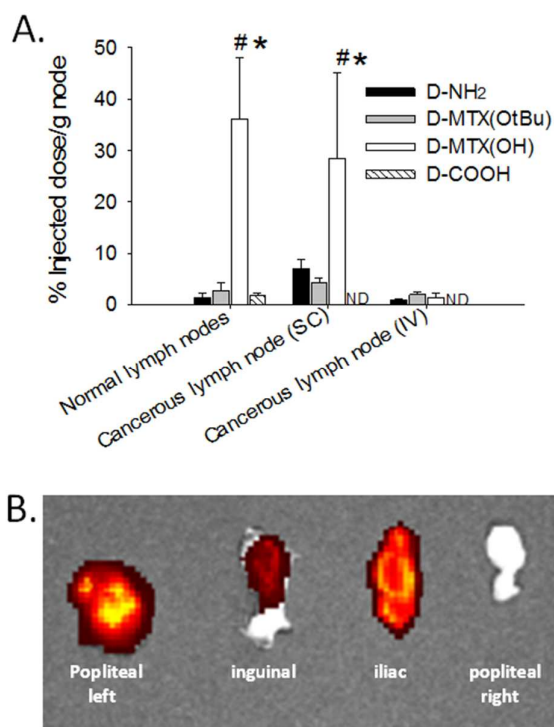 A.
# *
# *
50
40
30
20
10
0
% Injected dose/g node
D-NH2
D-MTX(OtBu)
D-MTX(OH)
D-COOH
ND
ND
Normal lymph nodes
Cancerous lymph node (SC)
Cancerous lymph node (IV)
B.
Popliteal left
inguinal
iliac
popliteal right